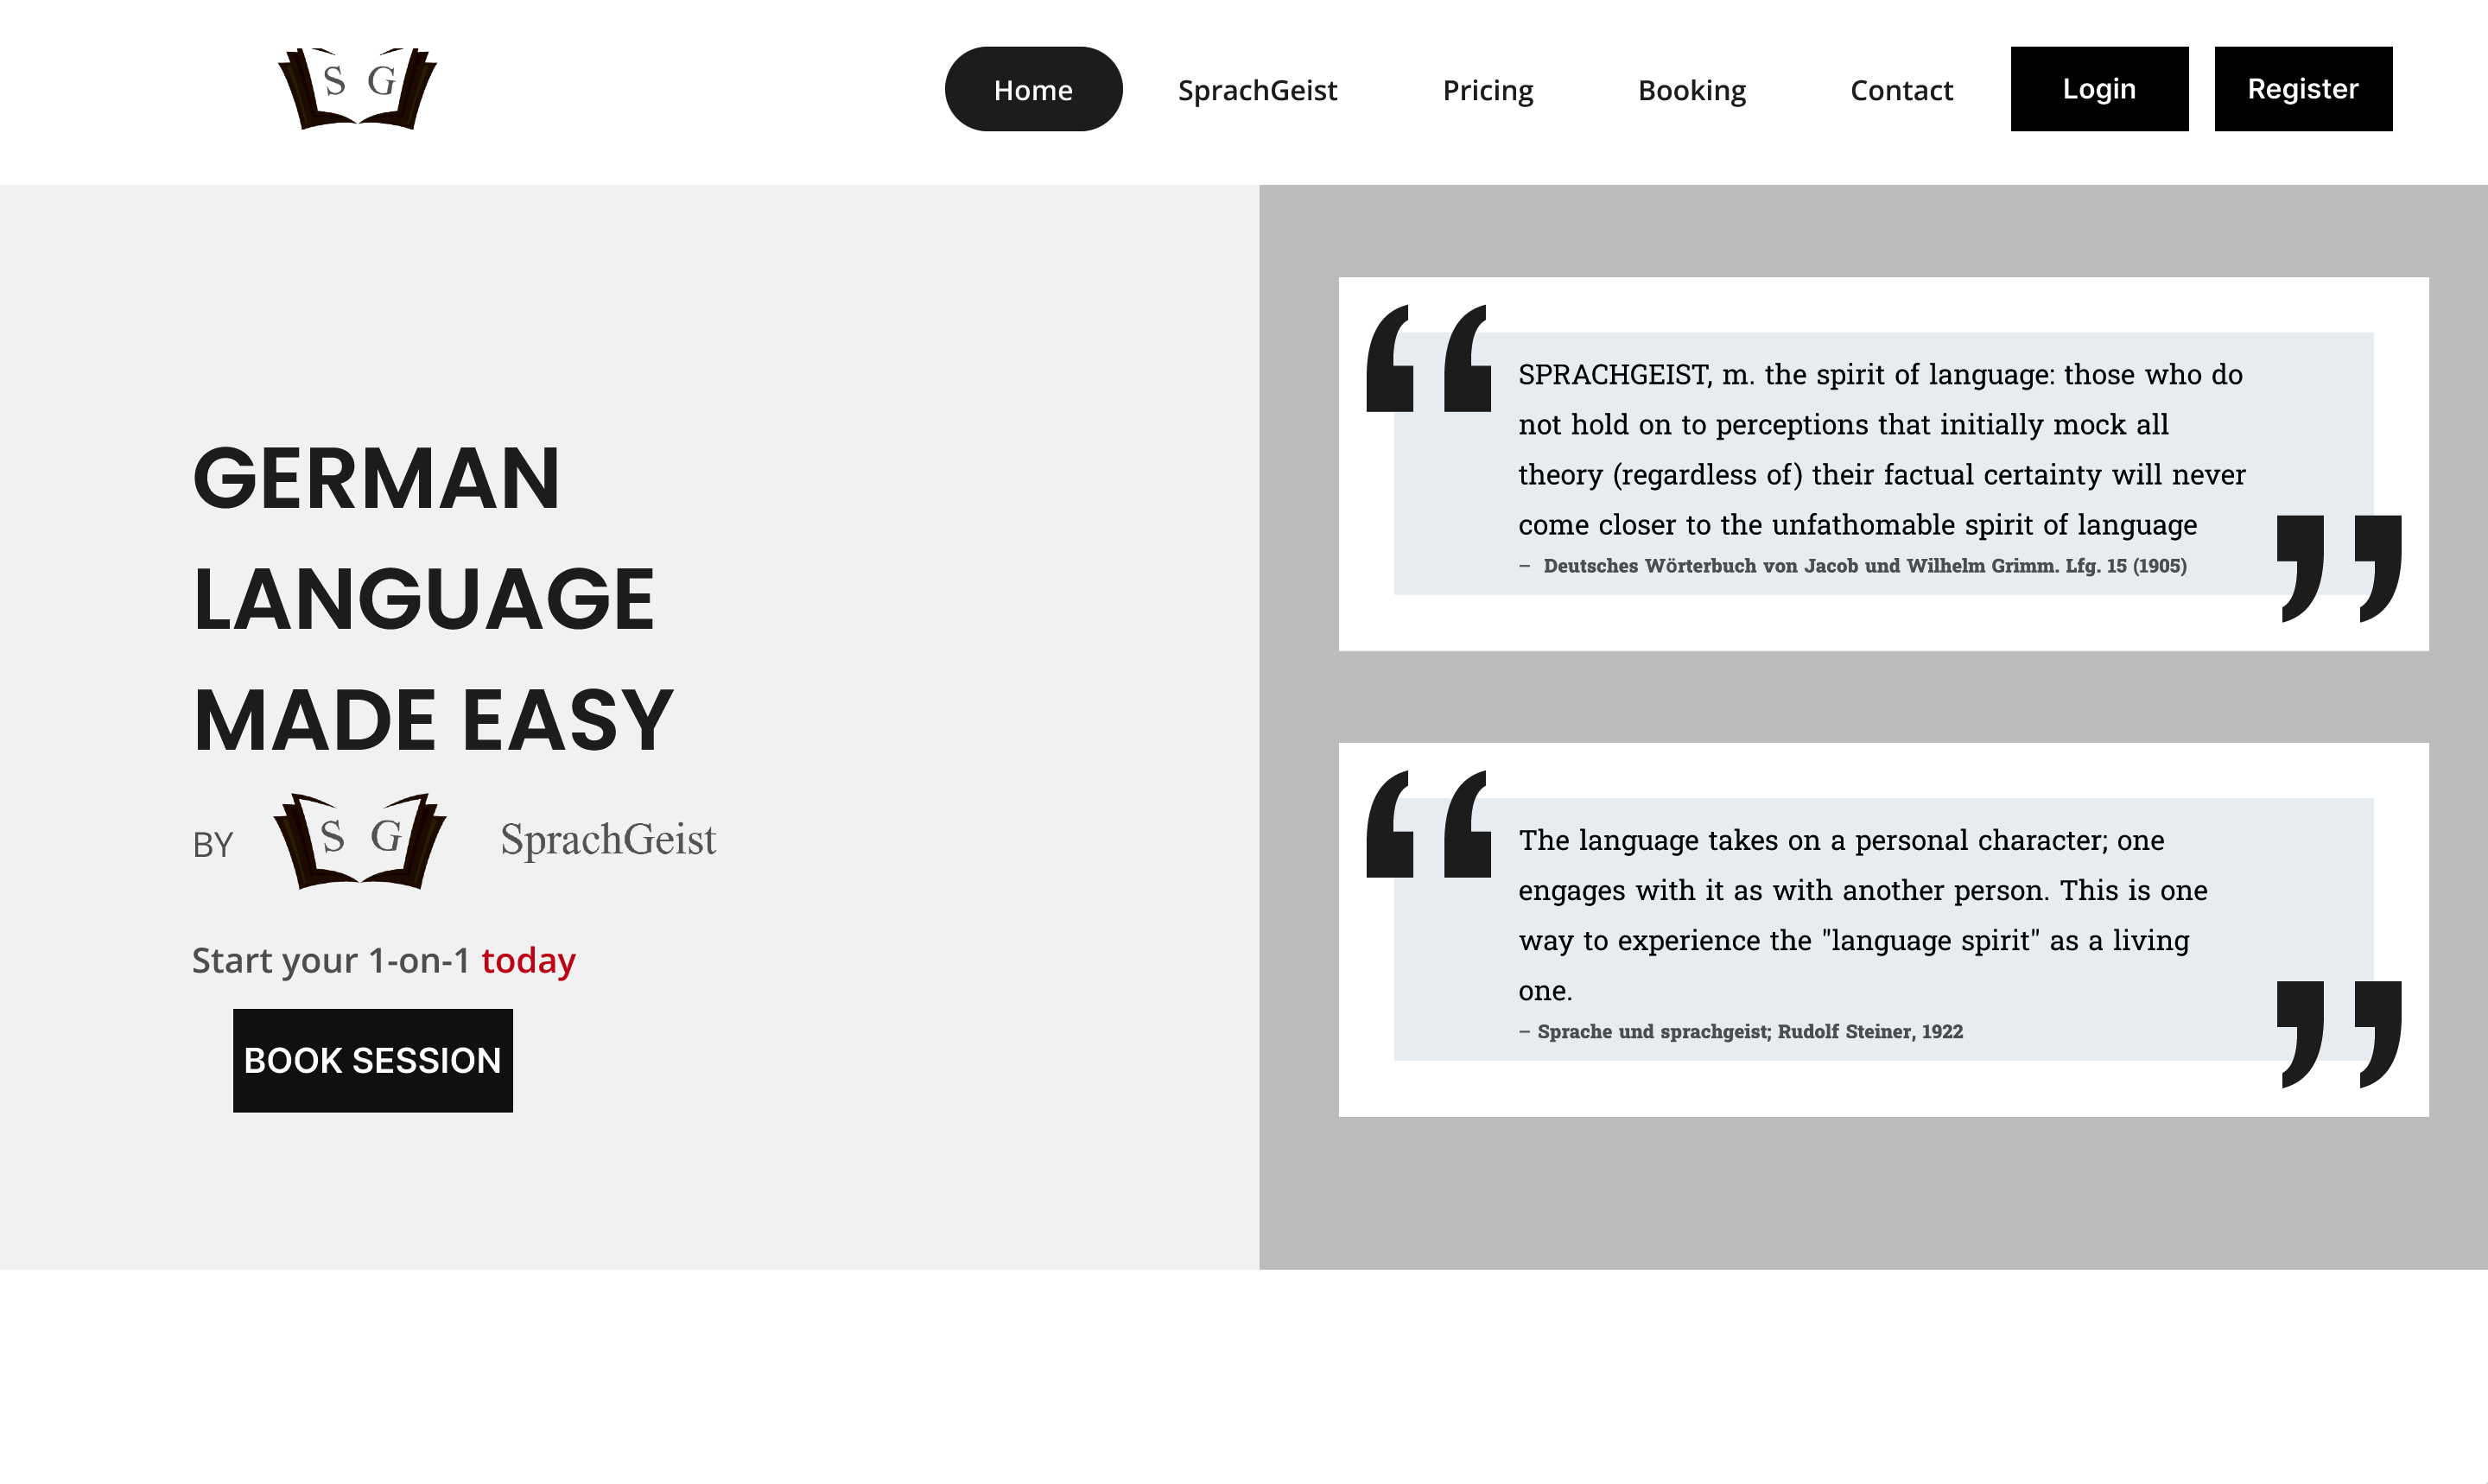 S G
Home
SprachGeist
Pricing
Booking
Contact
Login
Register
GERMAN
LANGUAGE
MADE EASY
BY
S G
SprachGeist
Start your 1-on-1 today
BOOK SESSION
“
SPRACHGEIST, m. the spirit of language: those who do
not hold on to perceptions that initially mock all
theory (regardless of) their factual certainty will never
come closer to the unfathomable spirit of language
– Deutsches Wörterbuch von Jacob und Wilhelm Grimm. Lfg. 15 (1905)
”
“
The language takes on a personal character; one
engages with it as with another person. This is one
way to experience the "language spirit" as a living
one.
– Sprache und sprachgeist; Rudolf Steiner, 1922
”